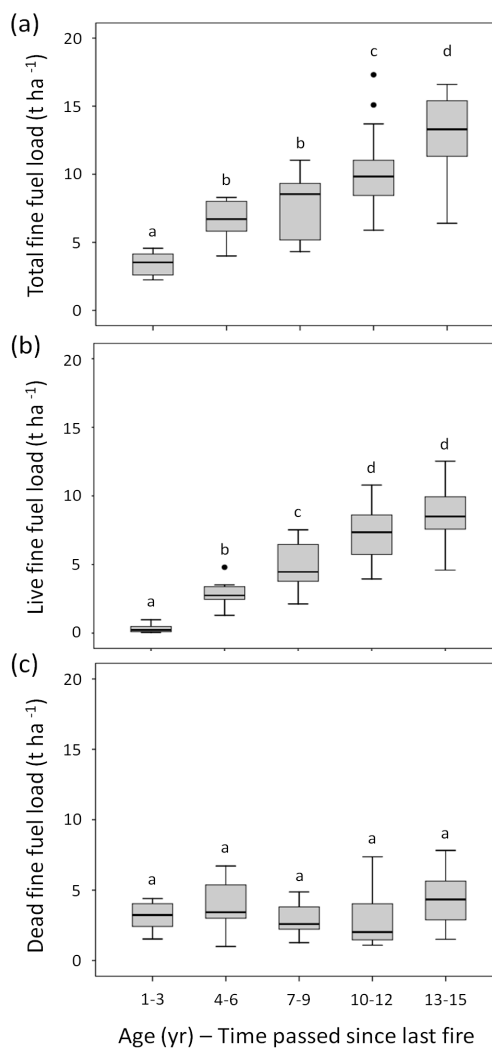 (a)
Total fine fuel load (t ha -1)
20
15
10
5
0
a
b
b
c
d
(b)
Live fine fuel load (t ha -1)
20
15
10
5
0
a
b
c
d
d
(c)
Dead fine fuel load (t ha -1)
20
15
10
5
0
a
a
a
a
a
1-3 4-6 7-9 10-12 13-15
Age (yr) – Time passed since last fire